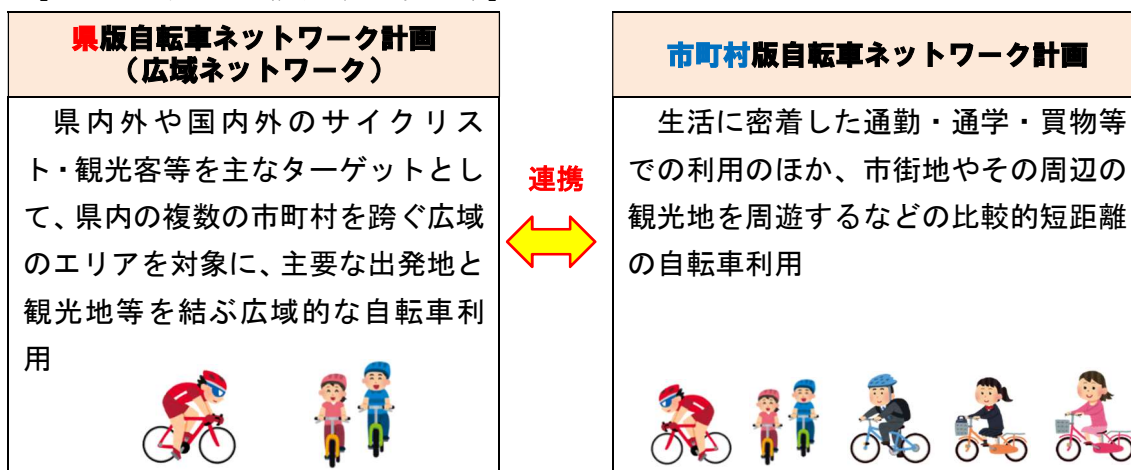 県版自転車ネットワーク計画
（広域ネットワーク）
県内外や国内外のサイクリス
ト・観光客等を主なターゲットとし
て、県内の複数の市町村を跨ぐ広域
のエリアを対象に、主要な出発地と
観光地等を結ぶ広域的な自転車利
用
連携
市町村版自転車ネットワーク計画
生活に密着した通勤・通学・買物等
での利用のほか、市街地やその周辺の
観光地を周遊するなどの比較的短距離
の自転車利用